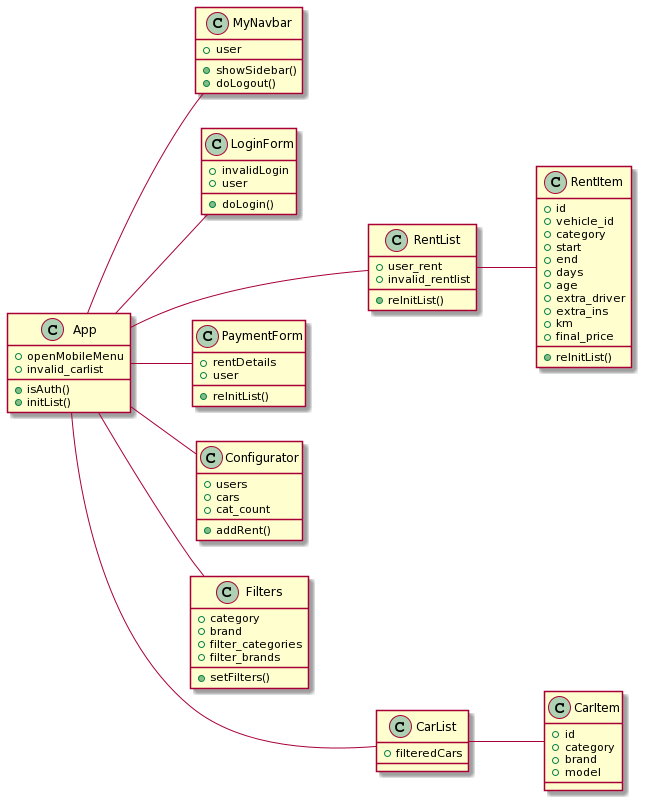 C MyNavbar
user
showSidebar()
doLogout()
C LoginForm
invalidLogin
user
doLogin()
C RentItem
id
vehicle_id
category
start
end
days
age
extra_driver
extra_ins
km
final_price
reInitList()
C RentList
user_rent
invalid_rentlist
reInitList()
C App
openMobileMenu
invalid_carlist
isAuth()
initList()
C PaymentForm
rentDetails
user
reInitList()
C Configurator
users
cars
cat_count
addRent()
C Filters
category
brand
filter_categories
filter_brands
setFilters()
C CarList
filteredCars
C CarItem
id
category
brand
model